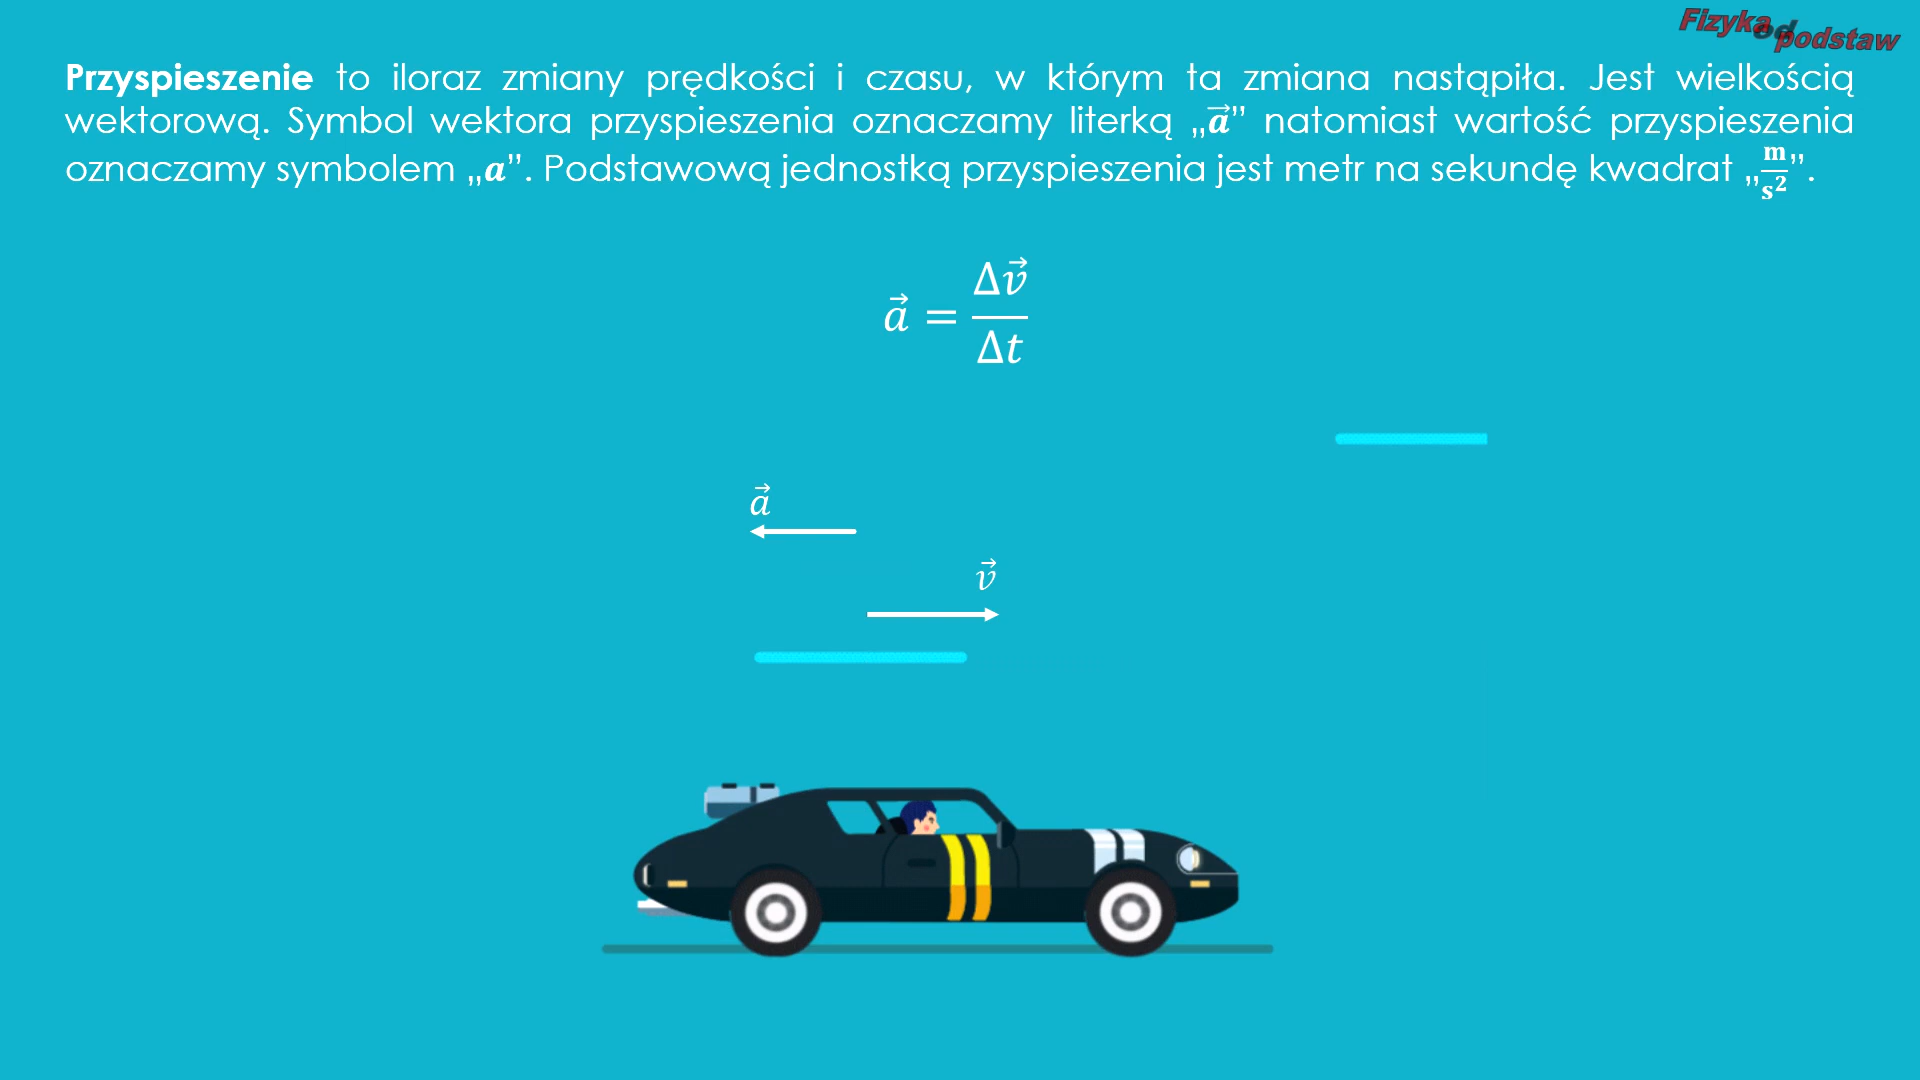 Fizyka od podstaw
Przyspieszenie to iloraz zmiany prędkości i czasu, w którym ta zmiana nastąpiła. Jest wielkością
wektorową. Symbol wektora przyspieszenia oznaczamy literką „a⃗” natomiast wartość przyspieszenia
oznaczamy symbolem „a”. Podstawową jednostką przyspieszenia jest metr na sekundę kwadrat „m/s²”.
a⃗ = Δv⃗/Δt
a⃗
v⃗